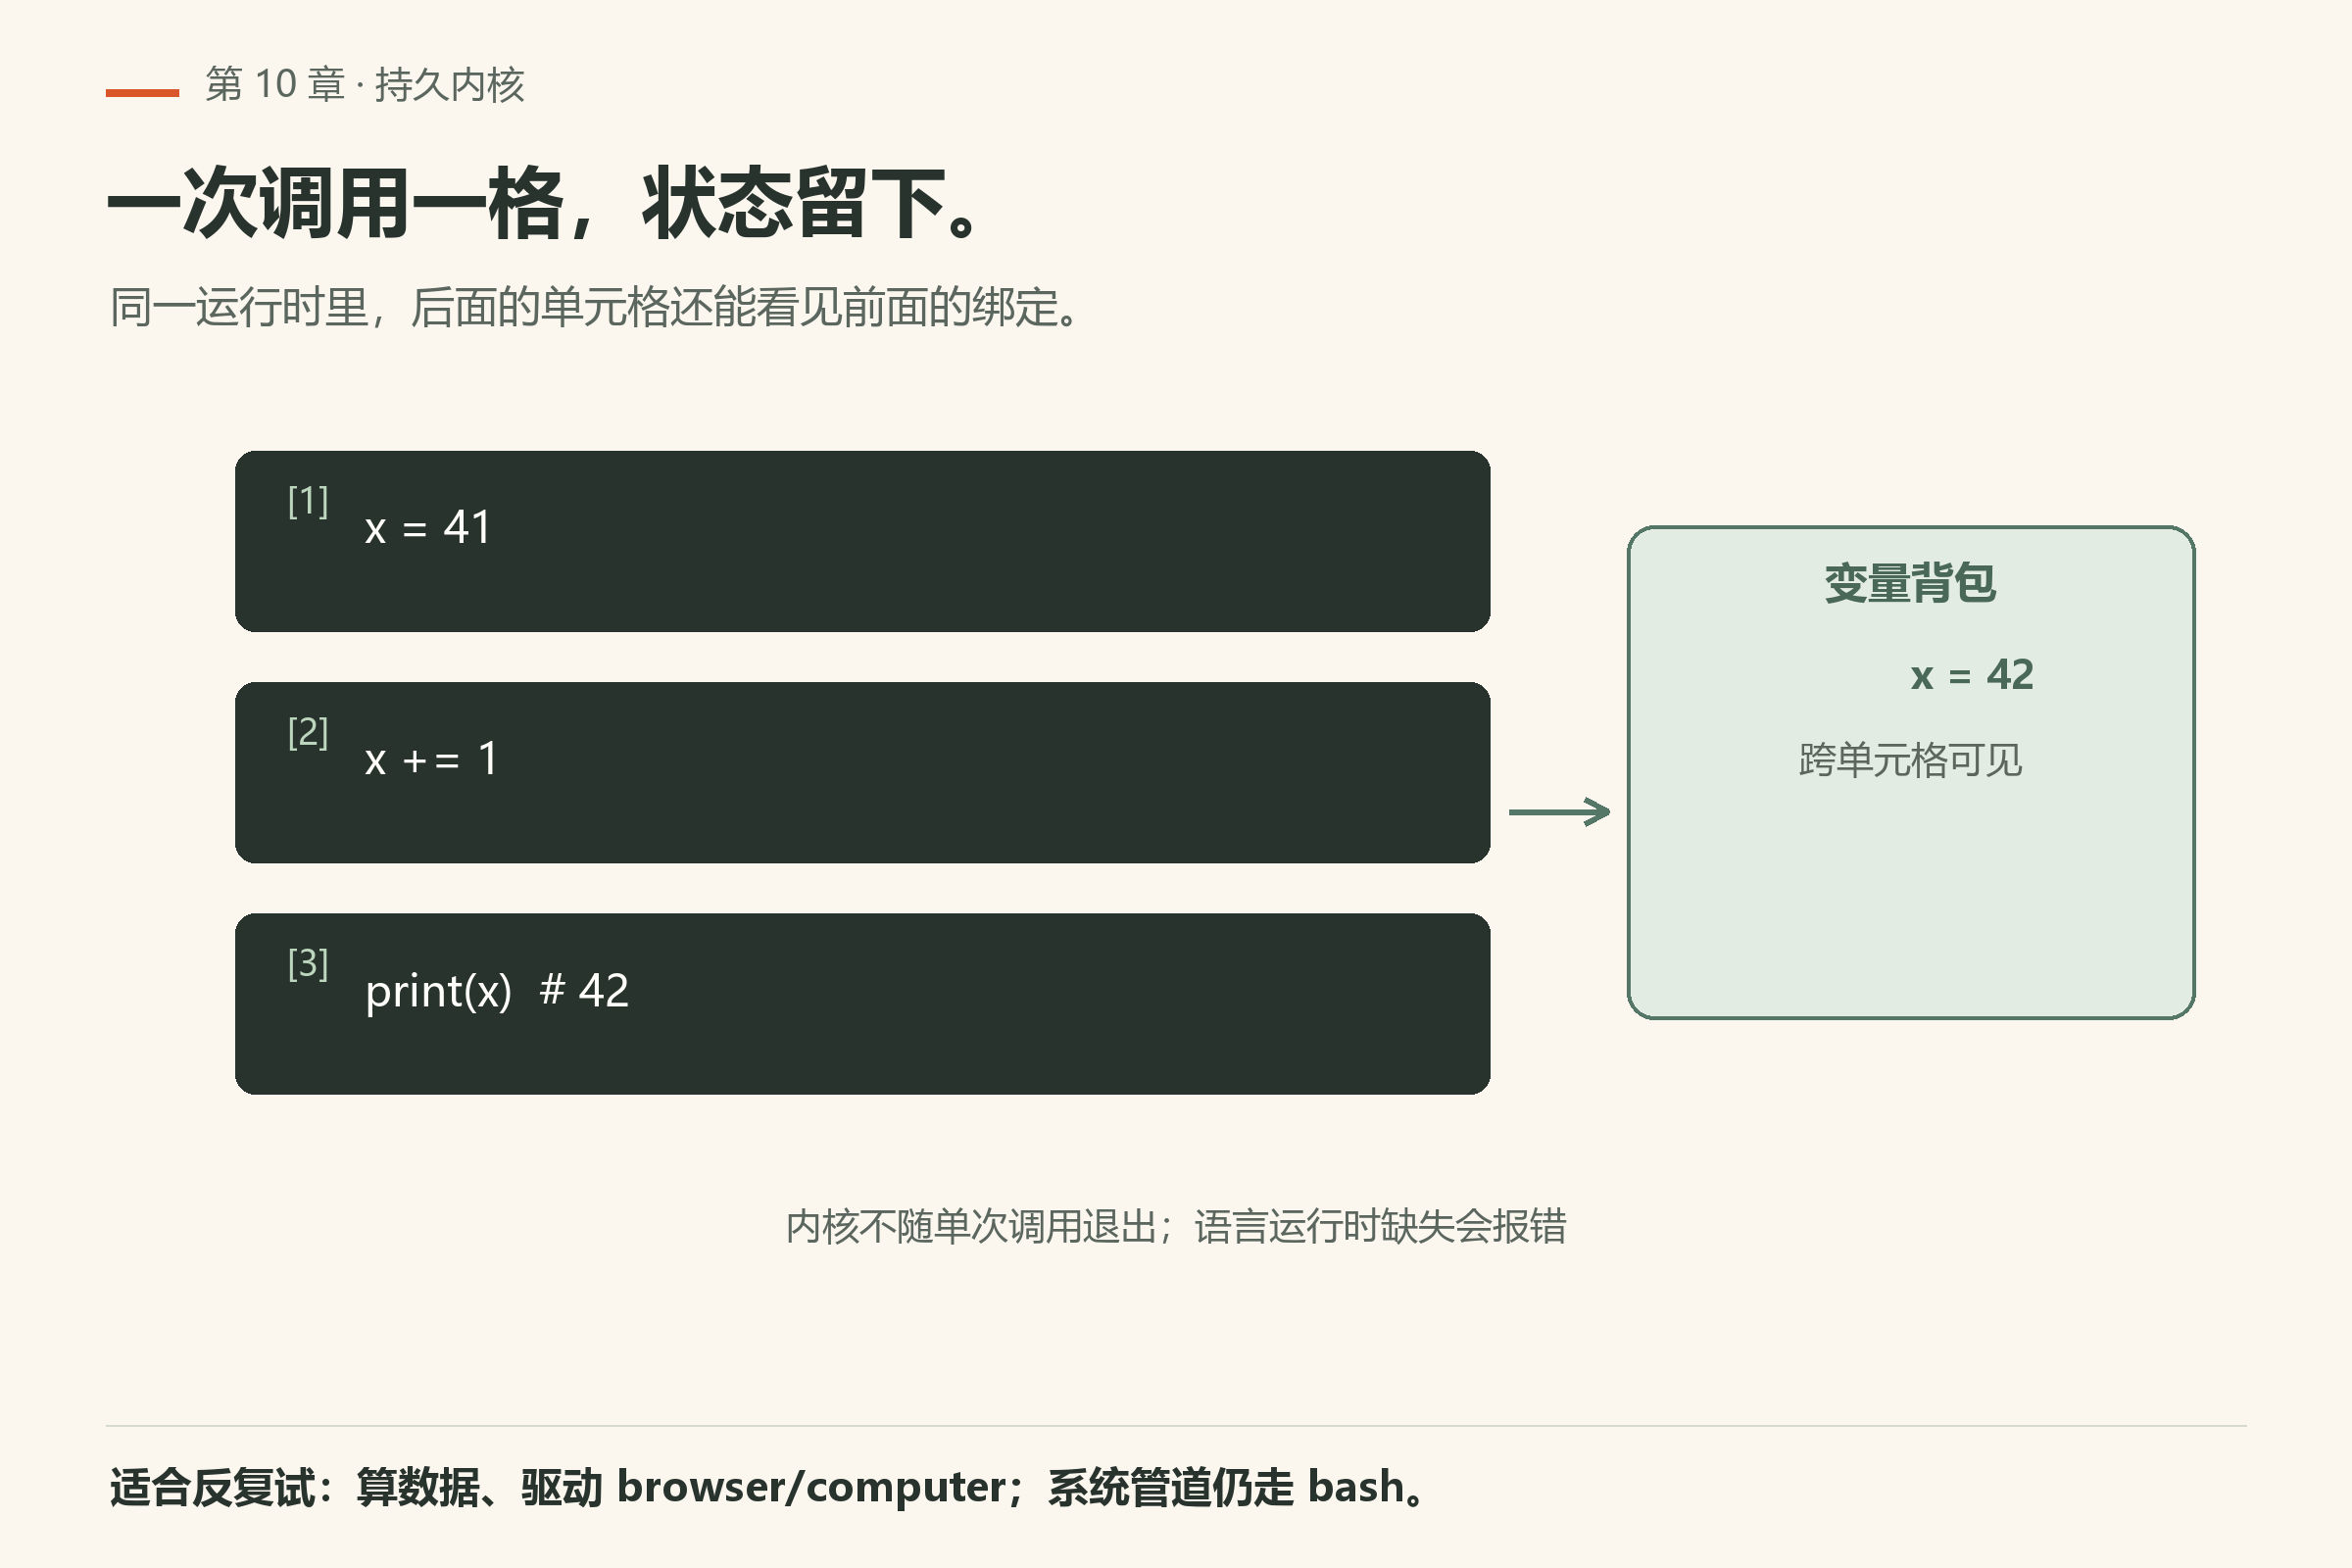 第 10 章 · 持久内核
一次调用一格，状态留下。
同一运行时里，后面的单元格还能看见前面的绑定。
[1] x = 41
[2] x += 1
[3] print(x)  # 42
变量背包
x = 42
跨单元格可见
内核不随单次调用退出；语言运行时缺失会报错
适合反复试：算数据、驱动 browser/computer；系统管道仍走 bash。